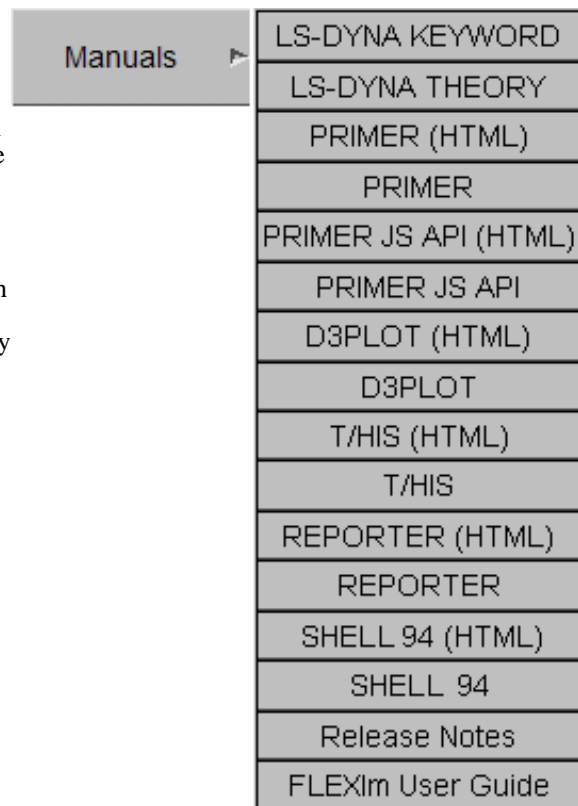 Manuals
LS-DYNA KEYWORD
LS-DYNA THEORY
PRIMER (HTML)
PRIMER
PRIMER JS API (HTML)
PRIMER JS API
D3PLOT (HTML)
D3PLOT
T/HIS (HTML)
T/HIS
REPORTER (HTML)
REPORTER
SHELL 94 (HTML)
SHELL 94
Release Notes
FLEXlm User Guide